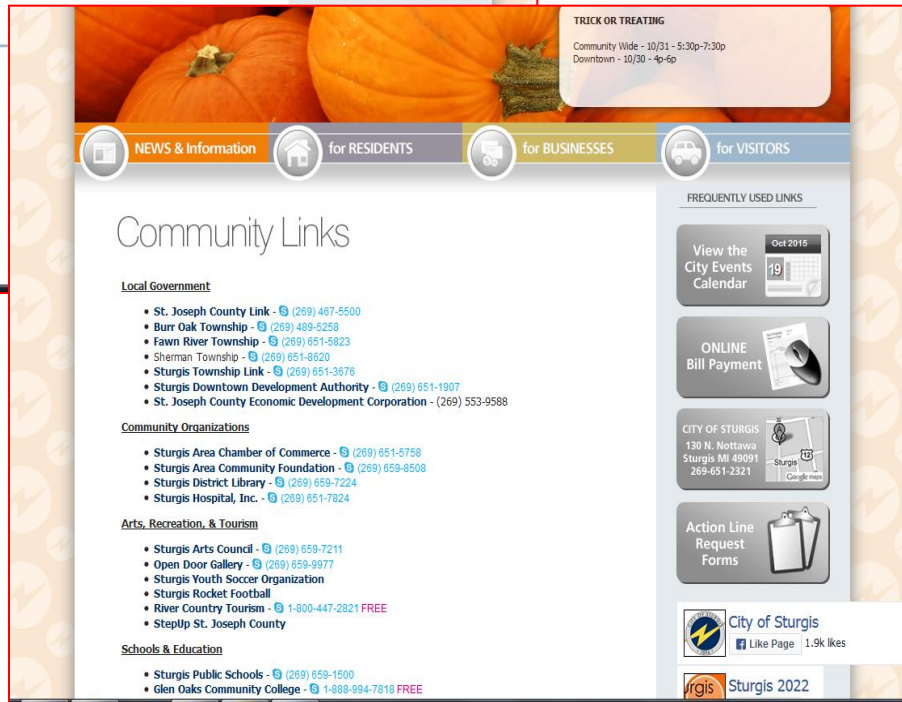 TRICK OR TREATING
Community Wide - 10/31 - 5:30p-7:30p
Downtown - 10/30 - 4p-6p
NEWS & Information
for RESIDENTS
for BUSINESSES
for VISITORS
Community Links
Local Government
• St. Joseph County Link - (269) 467-5500
• Burr Oak Township - (269) 489-5258
• Fawn River Township - (269) 651-5823
• Sherman Township - (269) 651-8620
• Sturgis Township Link - (269) 651-3676
• Sturgis Downtown Development Authority - (269) 651-1907
• St. Joseph County Economic Development Corporation - (269) 553-9588
Community Organizations
• Sturgis Area Chamber of Commerce - (269) 651-5758
• Sturgis Area Community Foundation - (269) 659-8508
• Sturgis District Library - (269) 659-7224
• Sturgis Hospital, Inc. - (269) 651-7824
Arts, Recreation, & Tourism
• Sturgis Arts Council - (269) 659-7211
• Open Door Gallery - (269) 659-9977
• Sturgis Youth Soccer Organization
• Sturgis Rocket Football
• River Country Tourism - 1-800-447-2821 FREE
• StepUp St. Joseph County
Schools & Education
• Sturgis Public Schools - (269) 659-1500
• Glen Oaks Community College - 1-888-994-7818 FREE
FREQUENTLY USED LINKS
View the
City Events
Calendar
Oct 2015
19
ONLINE
Bill Payment
CITY OF STURGIS
130 N. Nottawa
Sturgis MI 49091
269-651-2321
A
12
Sturgis
Google maps
Action Line
Request
Forms
City of Sturgis
Like Page 1.9k likes
urgis
Sturgis 2022